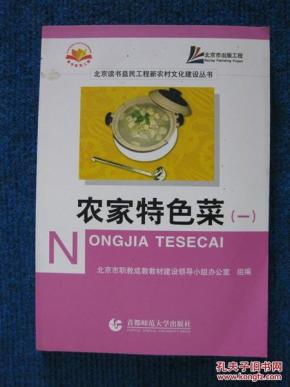 北京市出版工程
Beijing Publishing Project
北京读书益民工程新农村文化建设丛书
农家特色菜(一)
NONGJIA TESECAI
北京市职教成教教材建设领导小组办公室 组编
首都师范大学出版社
孔夫子旧书网